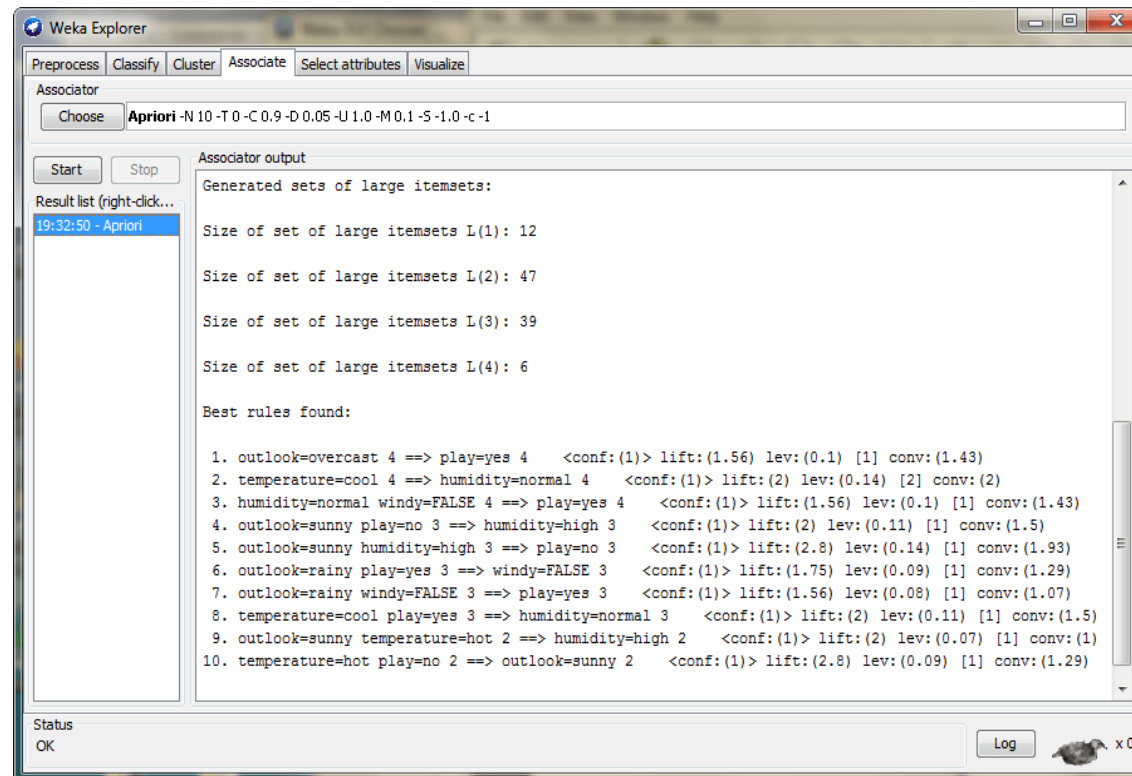 Weka Explorer
Preprocess Classify Cluster Associate Select attributes Visualize
Associator
Choose Apriori -N 10 -T 0 -C 0.9 -D 0.05 -U 1.0 -M 0.1 -S -1.0 -c -1
Start Stop
Result list (right-click...
19:32:50 - Apriori
Associator output
Generated sets of large itemsets:
Size of set of large itemsets L(1): 12
Size of set of large itemsets L(2): 47
Size of set of large itemsets L(3): 39
Size of set of large itemsets L(4): 6
Best rules found:
1. outlook=overcast 4 ==> play=yes 4 <conf:(1)> lift:(1.56) lev:(0.1) [1] conv:(1.43)
2. temperature=cool 4 ==> humidity=normal 4 <conf:(1)> lift:(2) lev:(0.14) [2] conv:(2)
3. humidity=normal windy=FALSE 4 ==> play=yes 4 <conf:(1)> lift:(1.56) lev:(0.1) [1] conv:(1.43)
4. outlook=sunny play=no 3 ==> humidity=high 3 <conf:(1)> lift:(2) lev:(0.11) [1] conv:(1.5)
5. outlook=sunny humidity=high 3 ==> play=no 3 <conf:(1)> lift:(2.8) lev:(0.14) [1] conv:(1.93)
6. outlook=rainy play=yes 3 ==> windy=FALSE 3 <conf:(1)> lift:(1.75) lev:(0.09) [1] conv:(1.29)
7. outlook=rainy windy=FALSE 3 ==> play=yes 3 <conf:(1)> lift:(1.56) lev:(0.08) [1] conv:(1.07)
8. temperature=cool play=yes 3 ==> humidity=normal 3 <conf:(1)> lift:(2) lev:(0.11) [1] conv:(1.5)
9. outlook=sunny temperature=hot 2 ==> humidity=high 2 <conf:(1)> lift:(2) lev:(0.07) [1] conv:(1)
10. temperature=hot play=no 2 ==> outlook=sunny 2 <conf:(1)> lift:(2.8) lev:(0.09) [1] conv:(1.29)
Status
OK
Log
x 0